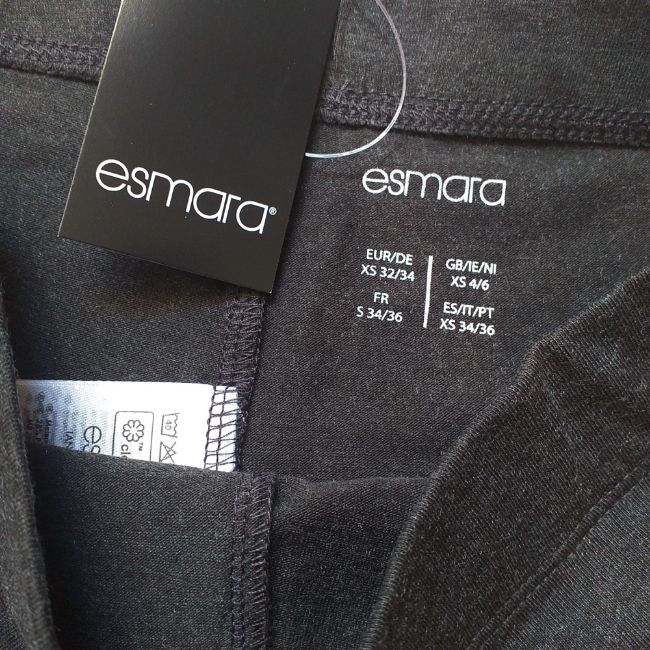 esmara®
esmara
EUR/DE
XS 32/34
FR
S 34/36
GB/IE/NI
XS 4/6
ES/IT/PT
XS 34/36
40